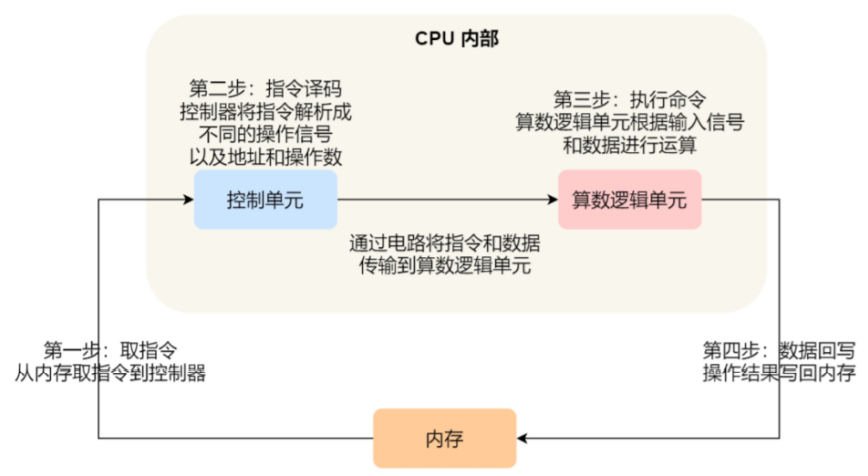 CPU 内部
第二步：指令译码
控制器将指令解析成
不同的操作信号
以及地址和操作数
第三步：执行命令
算数逻辑单元根据输入信号
和数据进行运算
控制单元
算数逻辑单元
通过电路将指令和数据
传输到算数逻辑单元
第一步：取指令
从内存取指令到控制器
第四步：数据回写
操作结果写回内存
内存